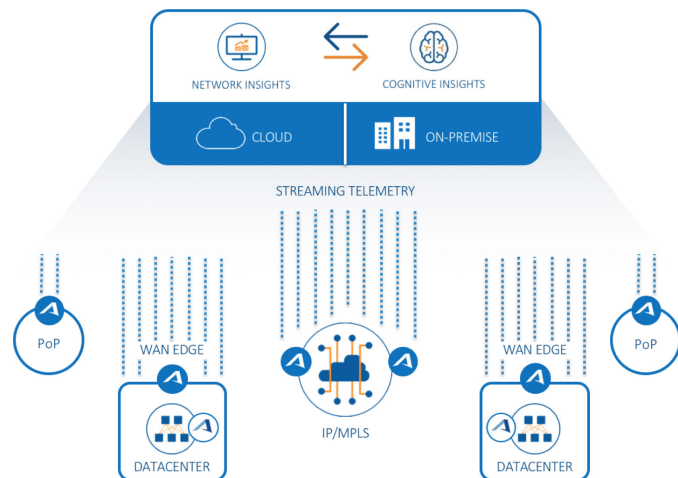 NETWORK INSIGHTS
COGNITIVE INSIGHTS
CLOUD
ON-PREMISE
STREAMING TELEMETRY
PoP
PoP
WAN EDGE
WAN EDGE
IP/MPLS
DATACENTER
DATACENTER